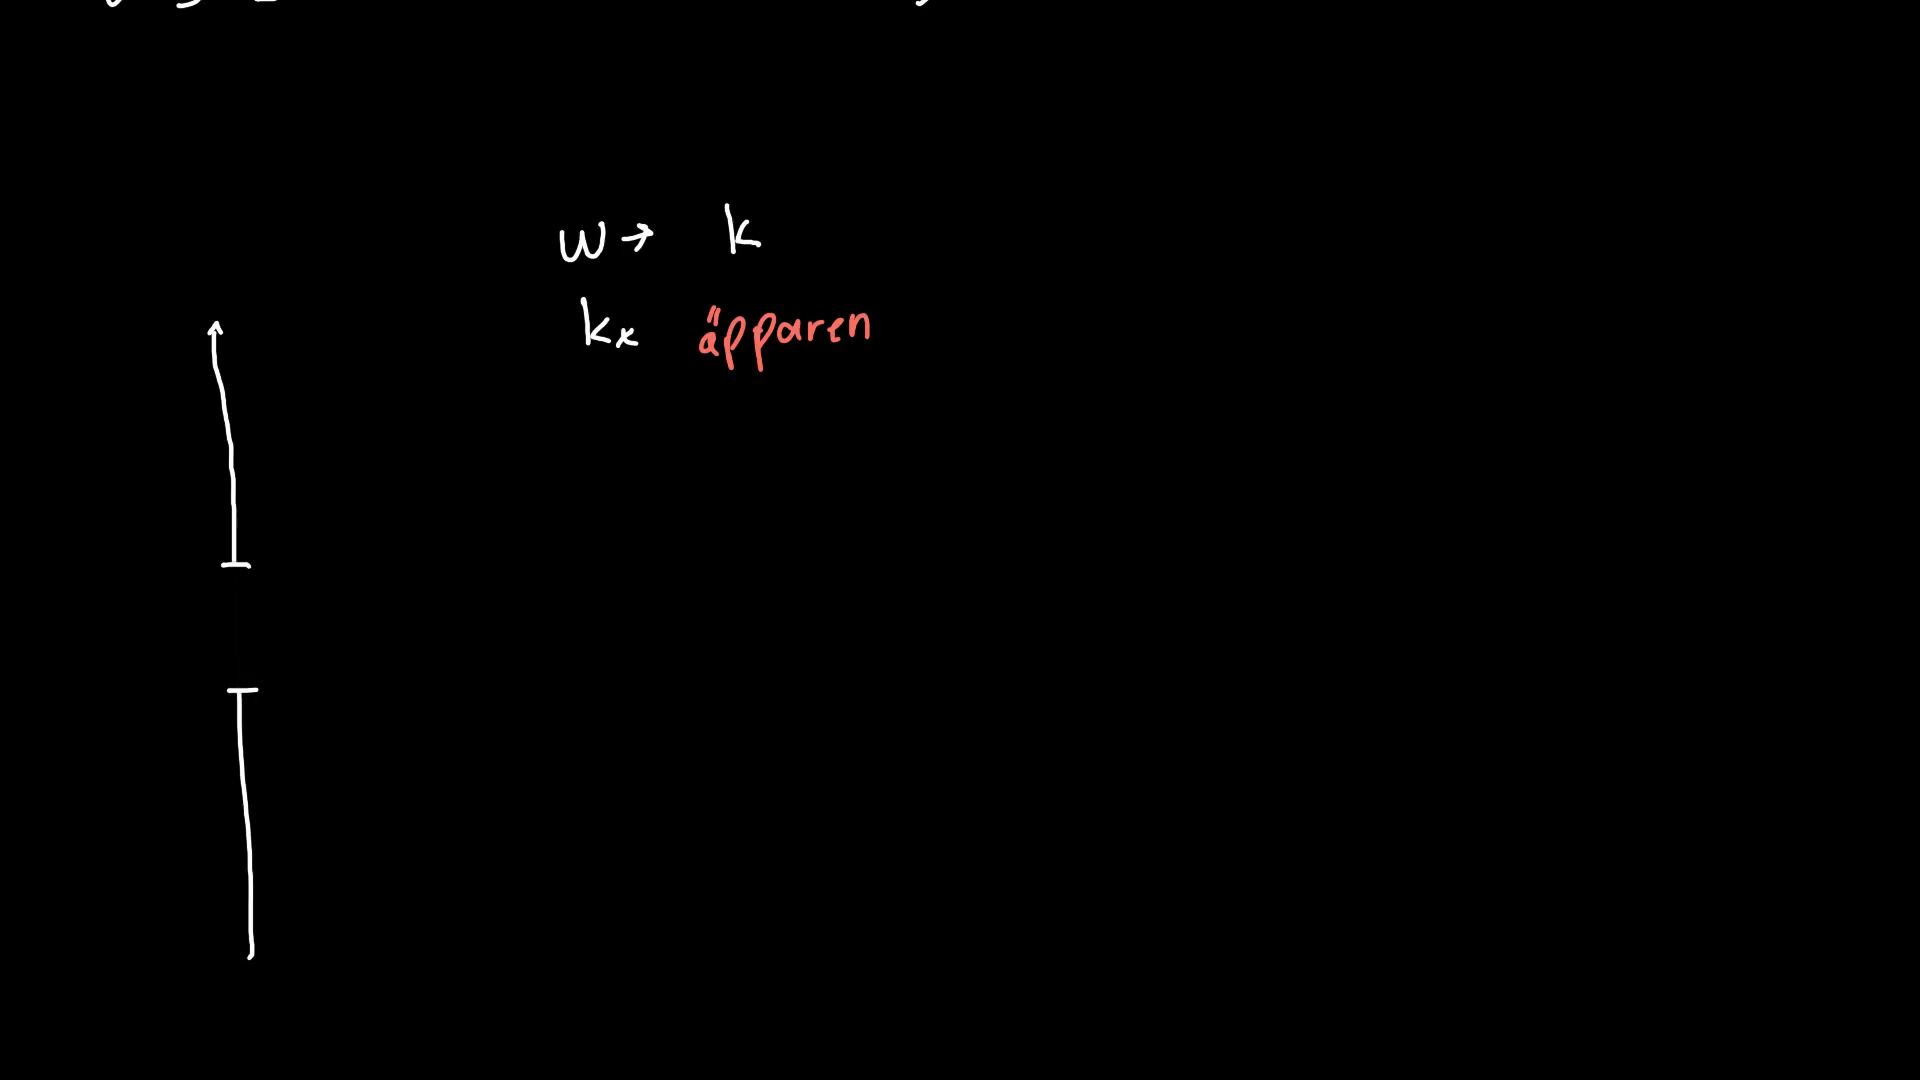 w → k
kx äpparen